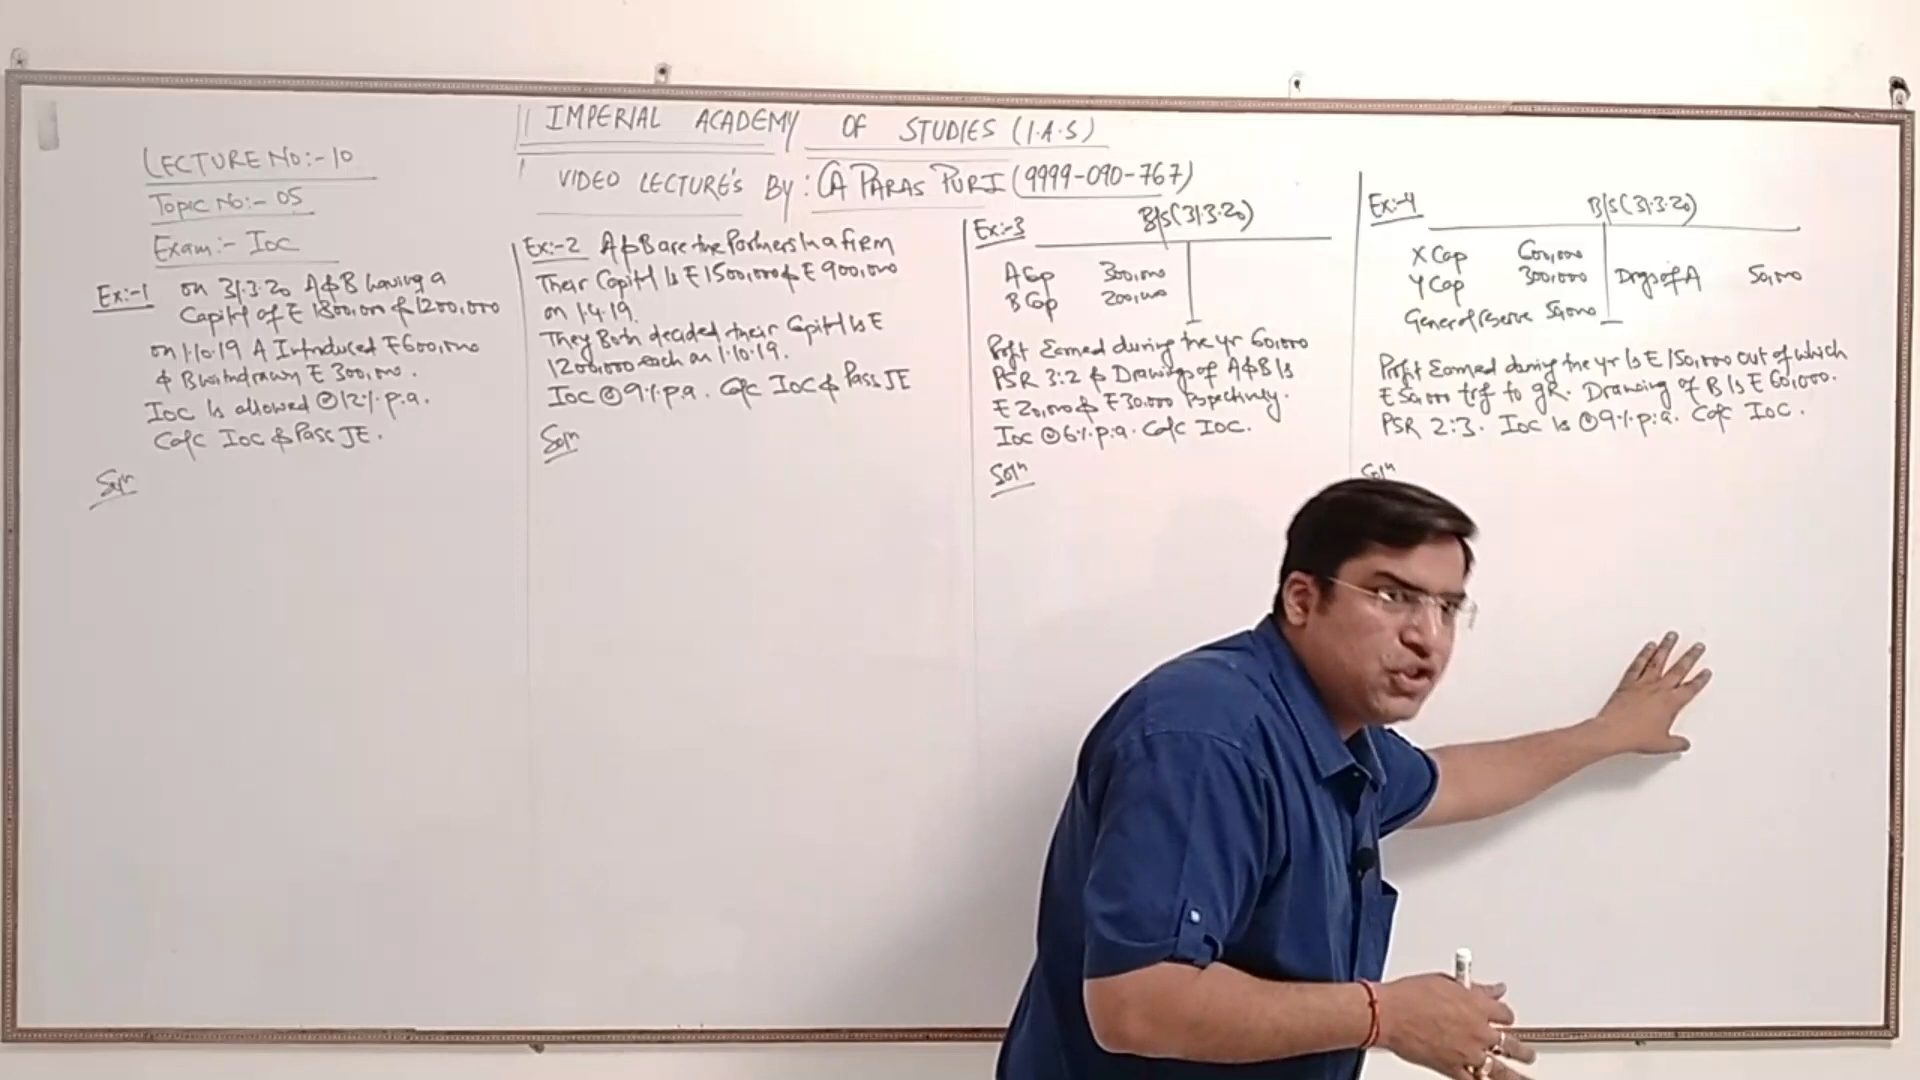 IMPERIAL ACADEMY OF STUDIES (I.A.S)
VIDEO LECTURE'S BY: CA PARAS PURI (9999-090-767)
LECTURE NO:- 10
TOPIC NO:- 05
Exam:- IOC
Ex:-1 on 31.3.20 A & B having a
Capital of ₹ 1800,000 & 1200,000
on 1.10.19 A Introduced ₹600,000
& B withdrawn ₹ 300,000.
IOC Is allowed @12%.p.a.
Calc IOC & Pass JE.
Soln
Ex:-2 A & B are the Partners In a firm
Their Capital Is ₹ 1500,000 & ₹ 900,000
on 1.4.19.
They Both decided their Capital Is ₹
1200,000 each on 1.10.19.
IOC @ 9%.p.a. Calc IOC & Pass JE
Soln
Ex:-3 B/S (31.3.20)
A Cap 300,000
B Cap 200,000
Profit Earned during the yr 60,000
PSR 3:2 & Drawings of A & B Is
₹ 20,000 & ₹ 30,000 Respectively.
IOC @6%.p.a. Calc IOC.
Soln
Ex:-4 B/S (31.3.20)
X Cap 600,000
Y Cap 300,000 Drgs of A 50,000
General Reserve 50,000
Profit Earned during the yr Is ₹ 150,000 out of which
₹ 50,000 trf to GR. Drawing of B Is ₹ 60,000.
PSR 2:3. IOC Is @9%.p.a. Calc IOC.
Soln